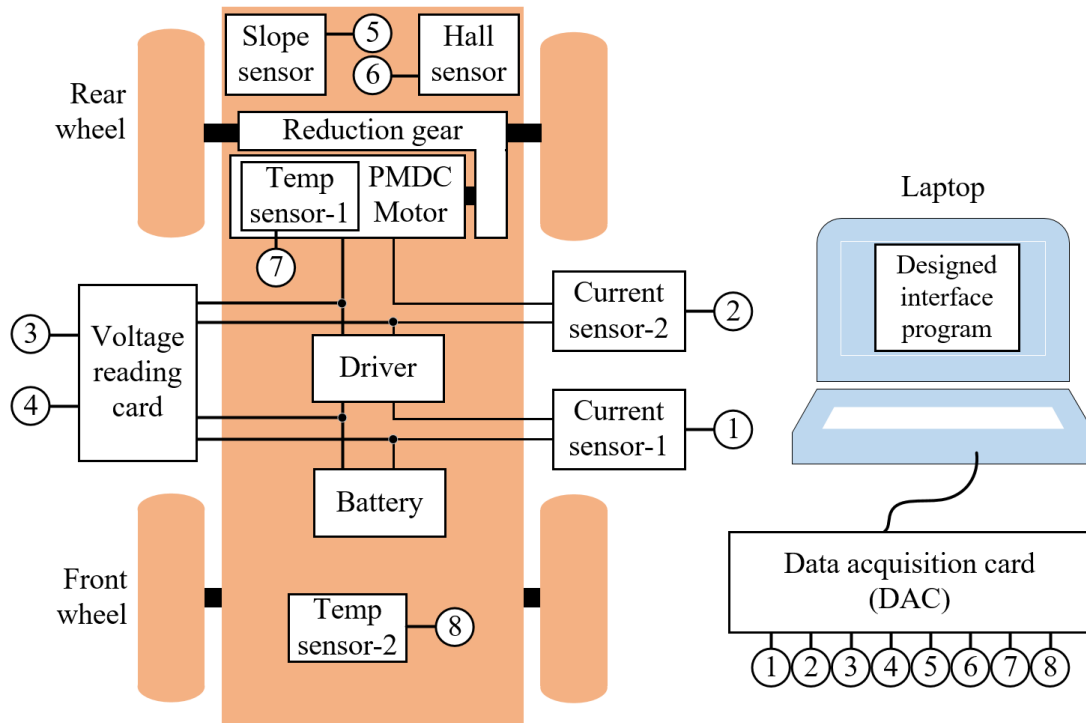 Slope
sensor
5
6
Hall
sensor
Rear
wheel
Reduction gear
Temp
sensor-1
PMDC
Motor
7
Laptop
Designed
interface
program
3
4
Voltage
reading
card
Current
sensor-2
2
Driver
Current
sensor-1
1
Battery
Front
wheel
Temp
sensor-2
8
Data acquisition card
(DAC)
1 2 3 4 5 6 7 8